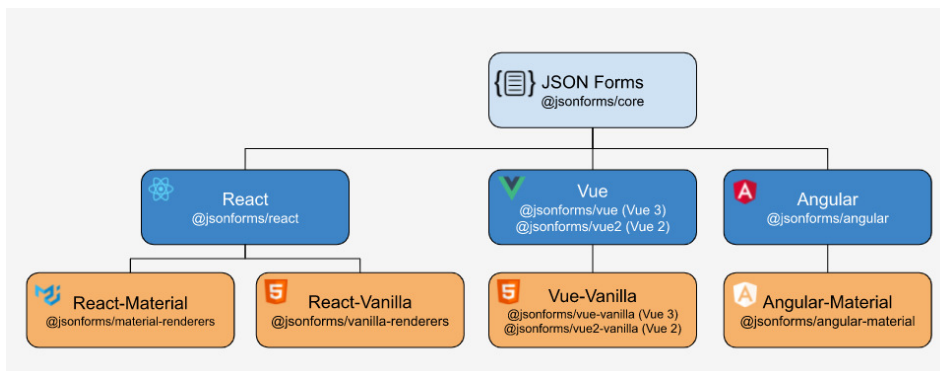 JSON Forms
@jsonforms/core
React
@jsonforms/react
Vue
@jsonforms/vue (Vue 3)
@jsonforms/vue2 (Vue 2)
Angular
@jsonforms/angular
React-Material
@jsonforms/material-renderers
React-Vanilla
@jsonforms/vanilla-renderers
Vue-Vanilla
@jsonforms/vue-vanilla (Vue 3)
@jsonforms/vue2-vanilla (Vue 2)
Angular-Material
@jsonforms/angular-material